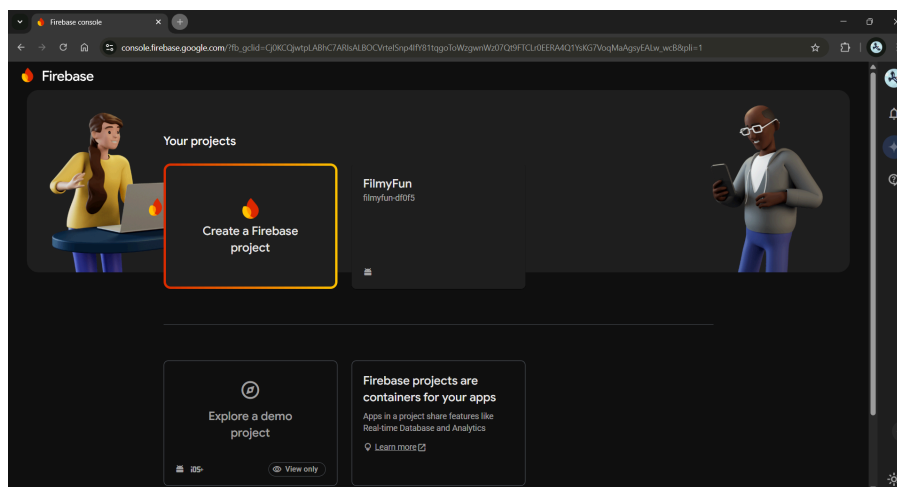 Firebase console
console.firebase.google.com/?fb_gclid=Cj0KCQjwtpLABhC7ARIsALBOCVrtelSnp4IfY81tqgoToWzgwnWz07Qt9FTCLr0EERA4Q1YsKG7VoqMaAgsyEALw_wcB&pli=1
Firebase
Your projects
Create a Firebase
project
FilmyFun
filmyfun-df0f5
Explore a demo
project
iOS+
View only
Firebase projects are
containers for your apps
Apps in a project share features like
Real-time Database and Analytics
Learn more